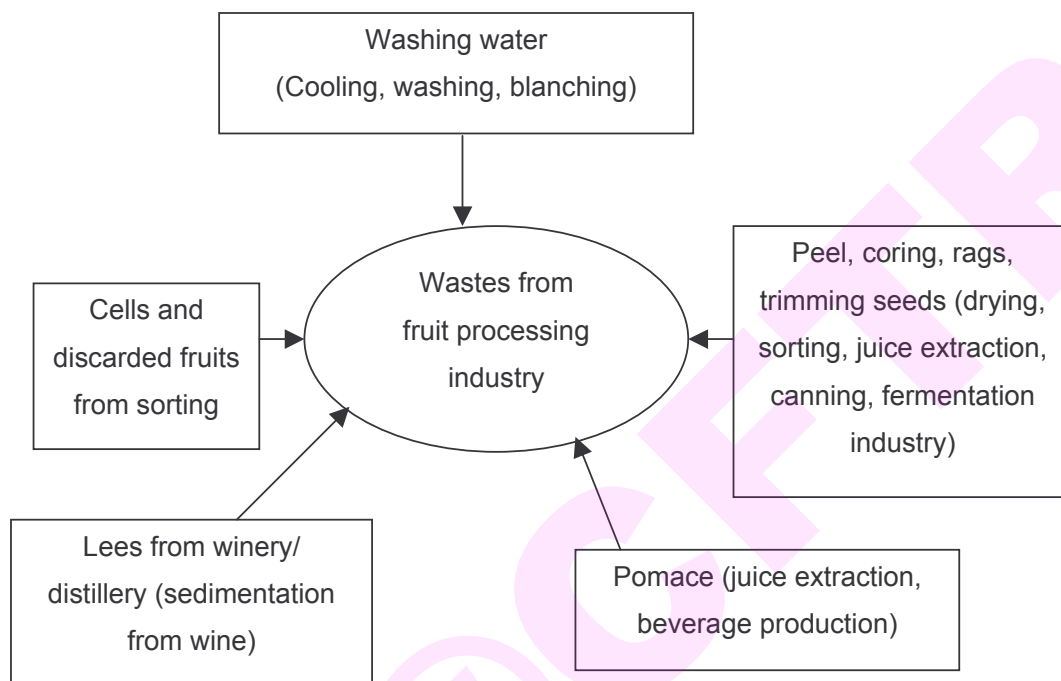 Washing water
(Cooling, washing, blanching)
Wastes from
fruit processing
industry
Cells and
discarded fruits
from sorting
Peel, coring, rags,
trimming seeds (drying,
sorting, juice extraction,
canning, fermentation
industry)
Lees from winery/
distillery (sedimentation
from wine)
Pomace (juice extraction,
beverage production)
©CFTR